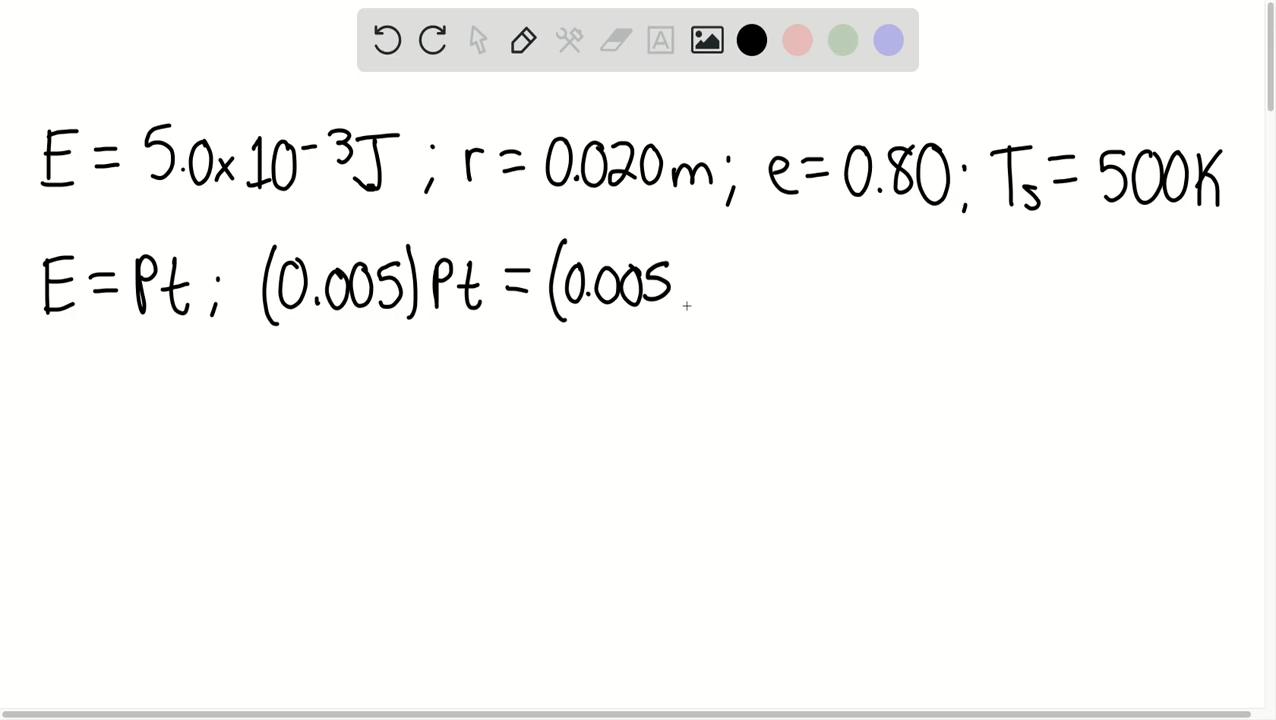 E = 5.0x10⁻³J ; r = 0.020m ; e = 0.80 ; Tₛ = 500K
E = Pt ; (0.005)Pt = (0.005